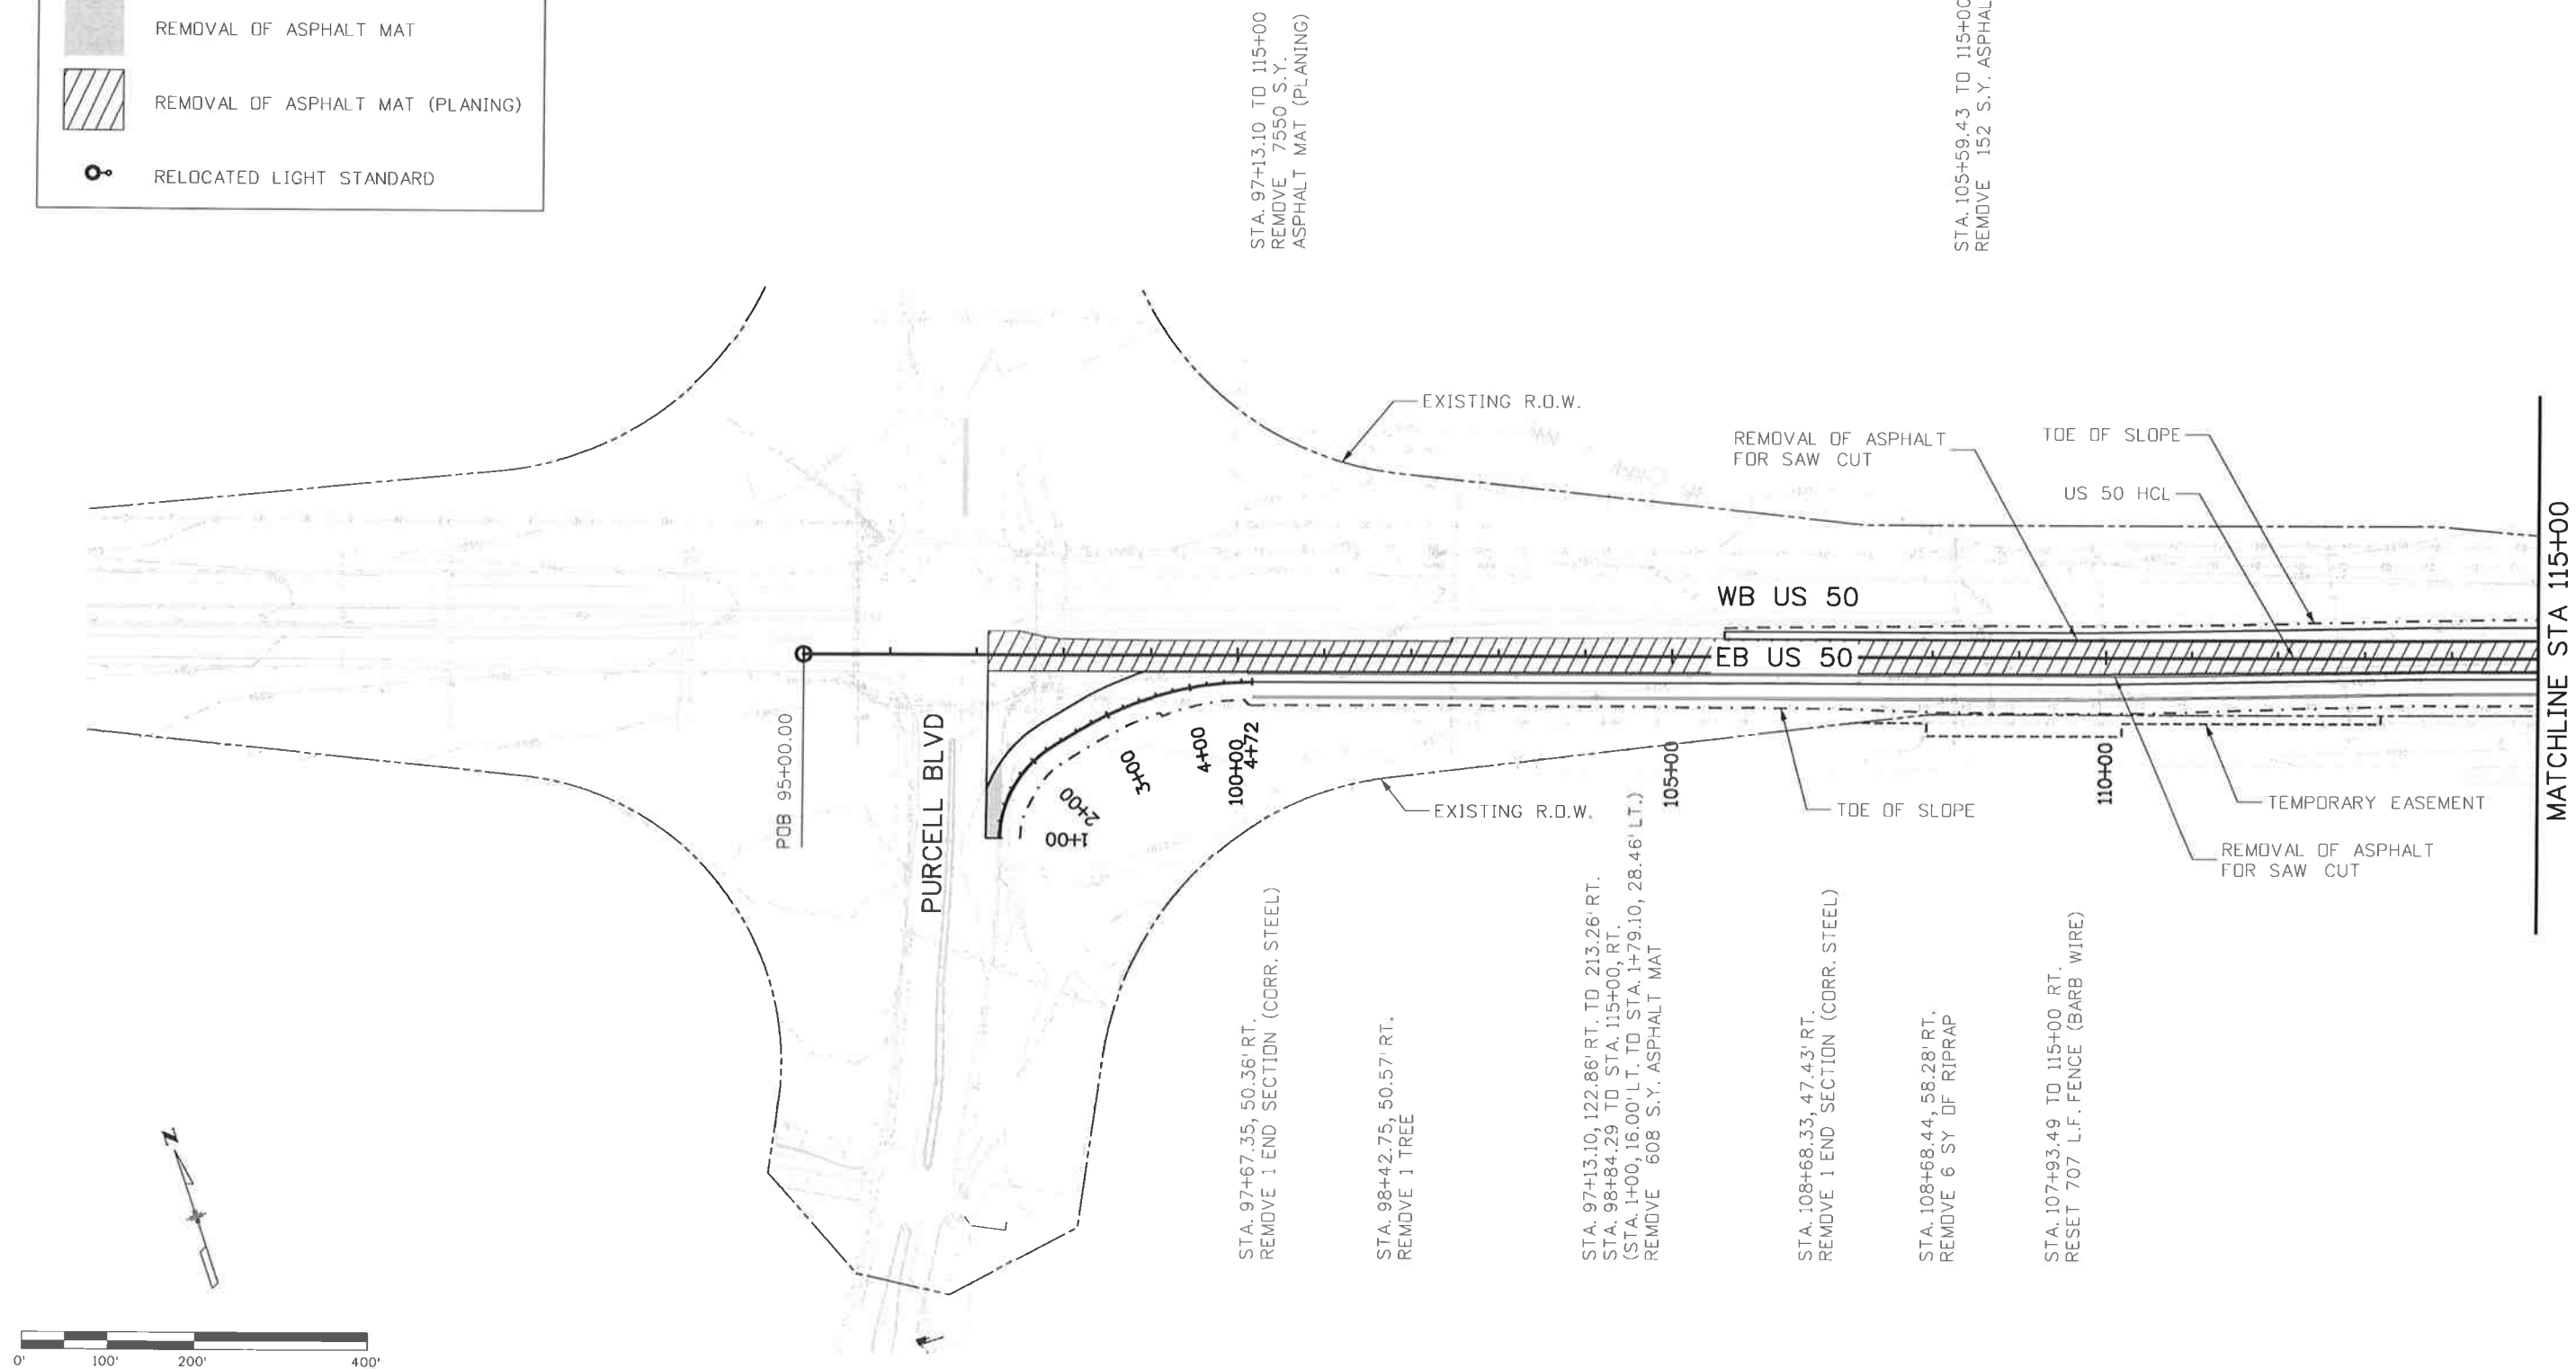 REMOVAL OF ASPHALT MAT
REMOVAL OF ASPHALT MAT (PLANING)
RELOCATED LIGHT STANDARD
STA. 97+13.10 TO 115+00
REMOVE 7550 S.Y.
ASPHALT MAT (PLANING)
STA. 105+59.43 TO 115+00
REMOVE 152 S.Y. ASPHAL
EXISTING R.O.W.
REMOVAL OF ASPHALT
FOR SAW CUT
TOE OF SLOPE
US 50 HCL
WB US 50
EB US 50
MATCHLINE STA 115+00
POB 95+00.00
PURCELL BLVD
1+00
2+00
3+00
4+00
100+00
4+72
105+00
110+00
EXISTING R.O.W.
TOE OF SLOPE
TEMPORARY EASEMENT
REMOVAL OF ASPHALT
FOR SAW CUT
STA. 97+67.35, 50.36' RT.
REMOVE 1 END SECTION (CORR. STEEL)
STA. 98+42.75, 50.57' RT.
REMOVE 1 TREE
STA. 97+13.10, 122.86' RT. TO 213.26' RT.
STA. 98+84.29 TO STA. 115+00, RT.
(STA. 1+00, 16.00' LT. TO STA. 1+79.10, 28.46' LT.)
REMOVE 608 S.Y. ASPHALT MAT
STA. 108+68.33, 47.43' RT.
REMOVE 1 END SECTION (CORR. STEEL)
STA. 108+68.44, 58.28' RT.
REMOVE 6 SY OF RIPRAP
STA. 107+93.49 TO 115+00 RT.
RESET 707 L.F. FENCE (BARB WIRE)
N
0' 100' 200' 400'